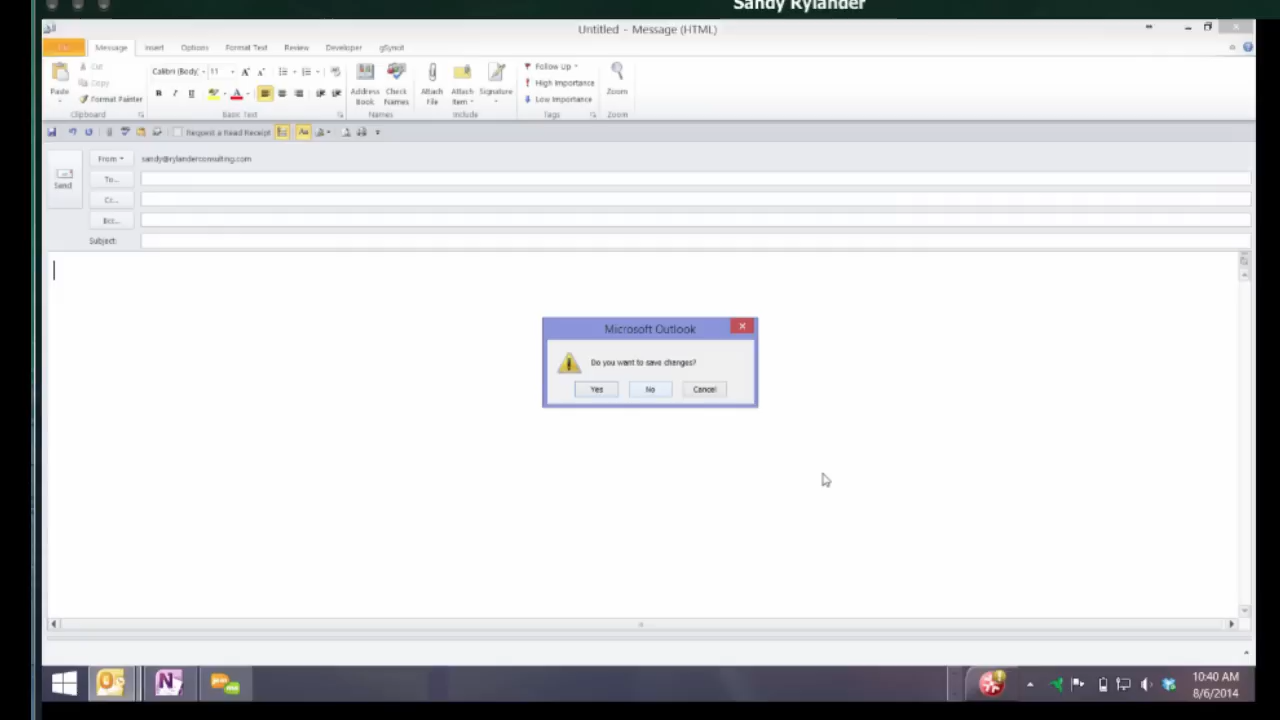 Sandy Rylander
Untitled - Message (HTML)
File Message Insert Options Format Text Review Developer gSyncit
Cut Calibri (Body) 11 Follow Up
Copy High Importance
Paste Format Painter Address Book Check Names Attach File Attach Item Signature Low Importance Zoom
Clipboard Basic Text Names Include Tags Zoom
Request a Read Receipt
From sandy@rylanderconsulting.com
Send
To...
Cc...
Bcc...
Subject:
Microsoft Outlook
Do you want to save changes?
Yes No Cancel
10:40 AM
8/6/2014